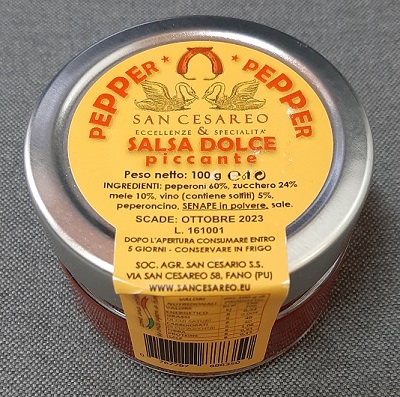 PEPPER PEPPER
SAN CESAREO
ECCELLENZE & SPECIALITA'
SALSA DOLCE
piccante
Peso netto: 100 g e
INGREDIENTI: peperoni 60%, zucchero 24%
mele 10%, vino (contiene solfiti) 5%,
peperoncino, SENAPE in polvere, sale.
SCADE: OTTOBRE 2023
L. 161001
DOPO L'APERTURA CONSUMARE ENTRO
5 GIORNI - CONSERVARE IN FRIGO
SOC. AGR. SAN CESARIO S.S.
VIA SAN CESAREO 58, FANO (PU)
WWW.SANCESAREO.EU
VALORI
NUTRIZIONALI